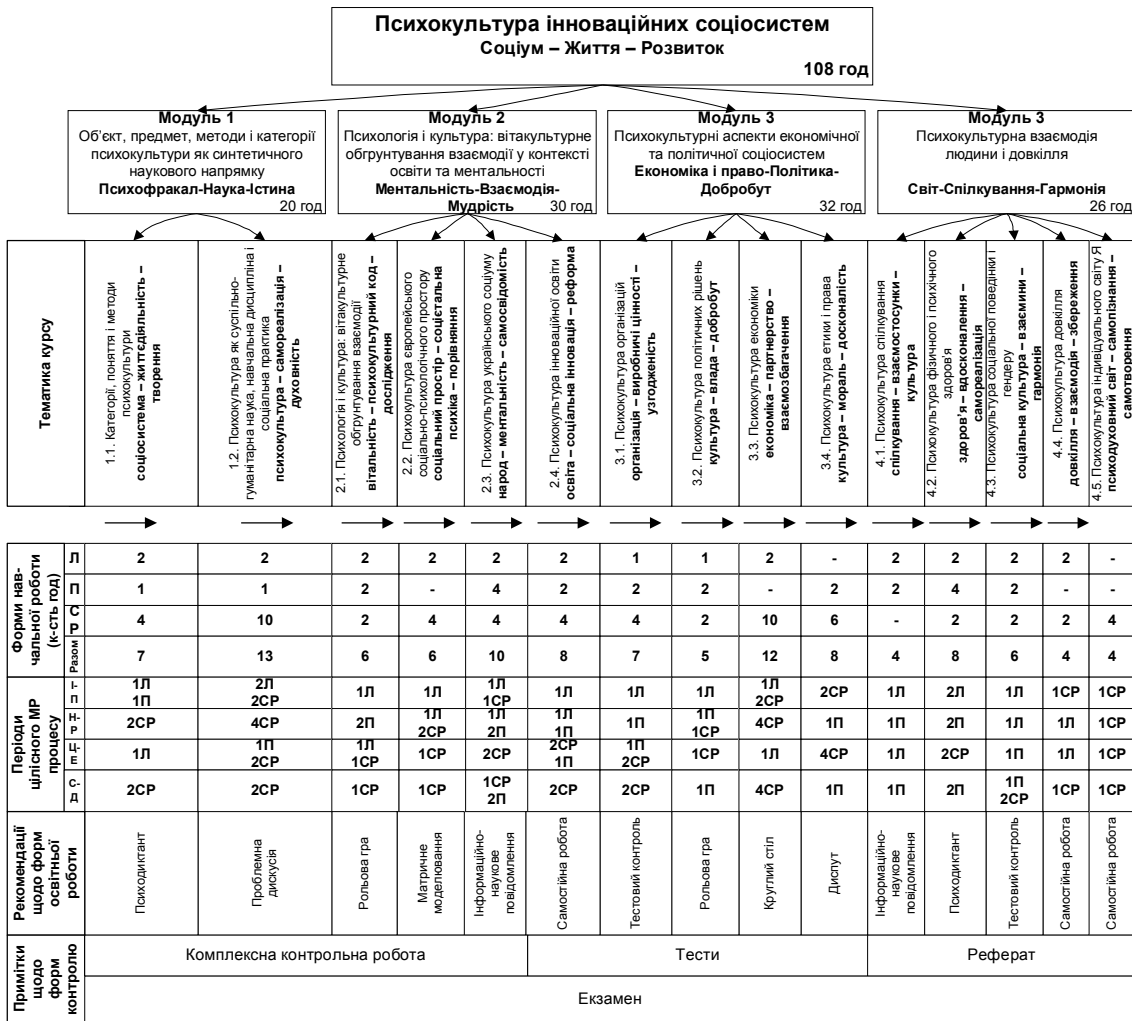 Психокультура інноваційних соціосистем
Соціум – Життя – Розвиток
108 год
Модуль 1
Об’єкт, предмет, методи і категорії
психокультури як синтетичного
наукового напрямку
Психофракал-Наука-Істина
20 год
Модуль 2
Психологія і культура: вітакультурне
обгрунтування взаємодії у контексті
освіти та ментальності
Ментальність-Взаємодія-
Мудрість
30 год
Модуль 3
Психокультурні аспекти економічної
та політичної соціосистем
Економіка і право-Політика-
Добробут
32 год
Модуль 3
Психокультурна взаємодія
людини і довкілля
Світ-Спілкування-Гармонія
26 год
Тематика курсу
1.1. Категорії, поняття і методи
психокультури
соціосистема – життєдіяльність –
творення
1.2. Психокультура як суспільно-
гуманітарна наука, навчальна дисципліна і
соціальна практика
психокультура – самореалізація –
духовність
2.1. Психологія і культура: вітакультурне
обгрунтування взаємодії
вітальність – психокультурний код –
дослідження
2.2. Психокультура європейського
соціально-психологічного простору
соціальний простір – соцієтальна
психіка – порівняння
2.3. Психокультура українського соціуму
народ – ментальність – самосвідомість
2.4. Психокультура інноваційної освіти
освіта – соціальна інновація – реформа
3.1. Психокультура організацій
організація – виробничі цінності –
узгодженість
3.2. Психокультура політичних рішень
культура – влада – добробут
3.3. Психокультура економіки
економіка – партнерство –
взаємозбагачення
3.4. Психокультура етики і права
культура – мораль – досконалість
4.1. Психокультура спілкування
спілкування – взаємостосунки –
культура
4.2. Психокультура фізичного і психічного
здоров’я
здоров’я – вдосконалення –
самореалізація
4.3. Психокультура соціальної поведінки і
гендеру
соціальна культура – взаємини –
гармонія
4.4. Психокультура довкілля
довкілля – взаємодія – збереження
4.5. Психокультура індивідуального світу Я
психодуховний світ – самопізнання –
самотворення
Форми нав-
чальної роботи
(к-сть год)
Л 2 2 2 2 2 2 1 1 2 - 2 2 2 2 -
П 1 1 2 - 4 2 2 2 - 2 2 4 2 - -
С
Р 4 10 2 4 4 4 4 2 10 6 - 2 2 2 4
Разом 7 13 6 6 10 8 7 5 12 8 4 8 6 4 4
Періоди
цілісного МР
процесу
І- 1Л 2Л 1Л 1Л 1Л 1Л 1Л 1Л 1Л 2СР 1Л 2Л 1Л 1СР 1СР
П 1П 2СР 1СР 2СР
Н- 2СР 4СР 2П 1Л 1Л 1Л 1П 1П 4СР 1П 1П 2П 1Л 1Л 1СР
Р 2СР 2П 1П 1СР
Ц- 1Л 1П 1Л 1СР 2СР 2СР 1П 1СР 1Л 4СР 1Л 2СР 1П 1Л 1СР
Е 2СР 1СР 1П 2СР
С- 2СР 2СР 1СР 1СР 1СР 2СР 2СР 1П 4СР 1П 1П 2П 1П 1СР 1СР
Д 2П 2СР
Рекомендації
щодо форм
освітньої
роботи
Психодиктант
Проблемна
дискусія
Рольова гра
Матричне
моделювання
Інформаційно-
наукове
повідомлення
Самостійна робота
Тестовий контроль
Рольова гра
Круглий стіл
Диспут
Інформаційно-
наукове
повідомлення
Психодиктант
Тестовий контроль
Самостійна робота
Самостійна робота
Примітки
щодо
форм
контролю
Комплексна контрольна робота
Тести
Реферат
Екзамен